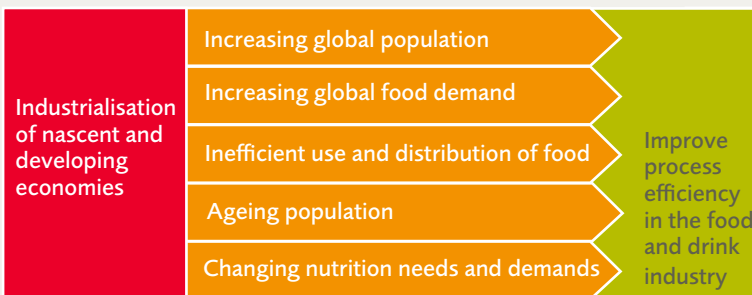 Industrialisation
of nascent and
developing
economies
Increasing global population
Increasing global food demand
Inefficient use and distribution of food
Ageing population
Changing nutrition needs and demands
Improve
process
efficiency
in the food
and drink
industry